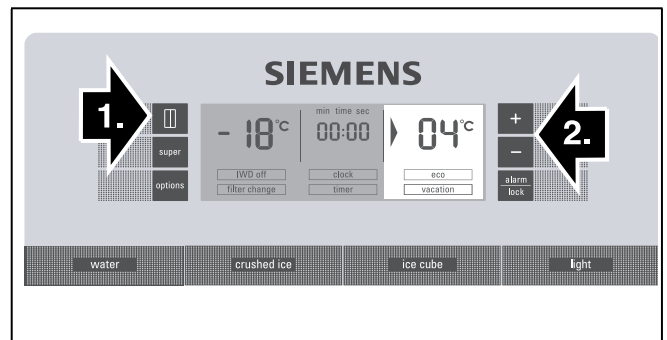 SIEMENS
1.
2.
super
options
min time sec
- 18°C
00:00
04°C
IWD off
clock
eco
filter change
timer
vacation
+
−
alarm
lock
water
crushed ice
ice cube
light